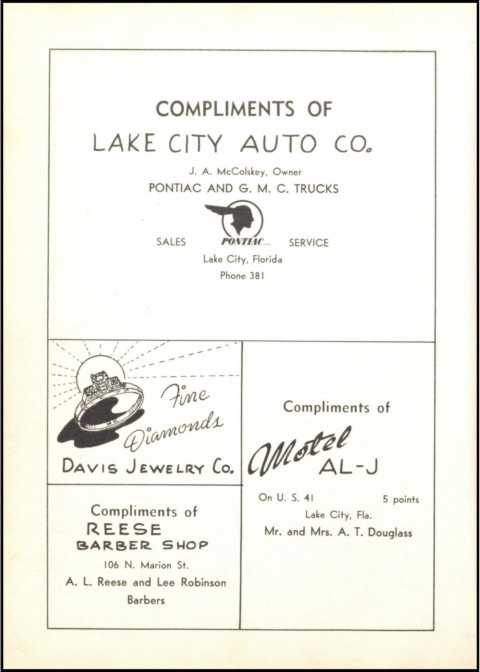 COMPLIMENTS OF
LAKE CITY AUTO CO.
J. A. McColskey, Owner
PONTIAC AND G. M. C. TRUCKS
SALES PONTIAC... SERVICE
Lake City, Florida
Phone 381
Fine
Diamonds
DAVIS JEWELRY CO.
Compliments of
Motel
AL-J
On U. S. 41 5 points
Lake City, Fla.
Mr. and Mrs. A. T. Douglass
Compliments of
REESE
BARBER SHOP
106 N. Marion St.
A. L. Reese and Lee Robinson
Barbers